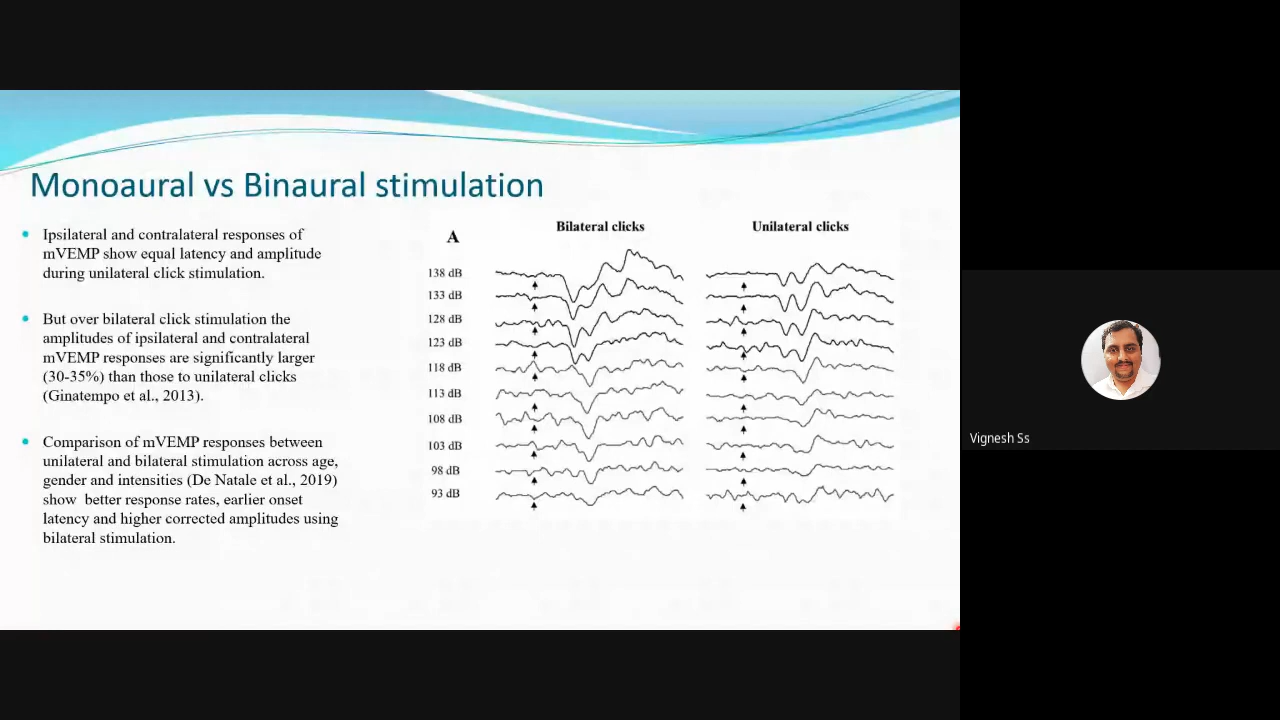 Monoaural vs Binaural stimulation
Ipsilateral and contralateral responses of
mVEMP show equal latency and amplitude
during unilateral click stimulation.
But over bilateral click stimulation the
amplitudes of ipsilateral and contralateral
mVEMP responses are significantly larger
(30-35%) than those to unilateral clicks
(Ginatempo et al., 2013).
Comparison of mVEMP responses between
unilateral and bilateral stimulation across age,
gender and intensities (De Natale et al., 2019)
show better response rates, earlier onset
latency and higher corrected amplitudes using
bilateral stimulation.
A
Bilateral clicks
Unilateral clicks
138 dB
133 dB
128 dB
123 dB
118 dB
113 dB
108 dB
103 dB
98 dB
93 dB
Vignesh Ss